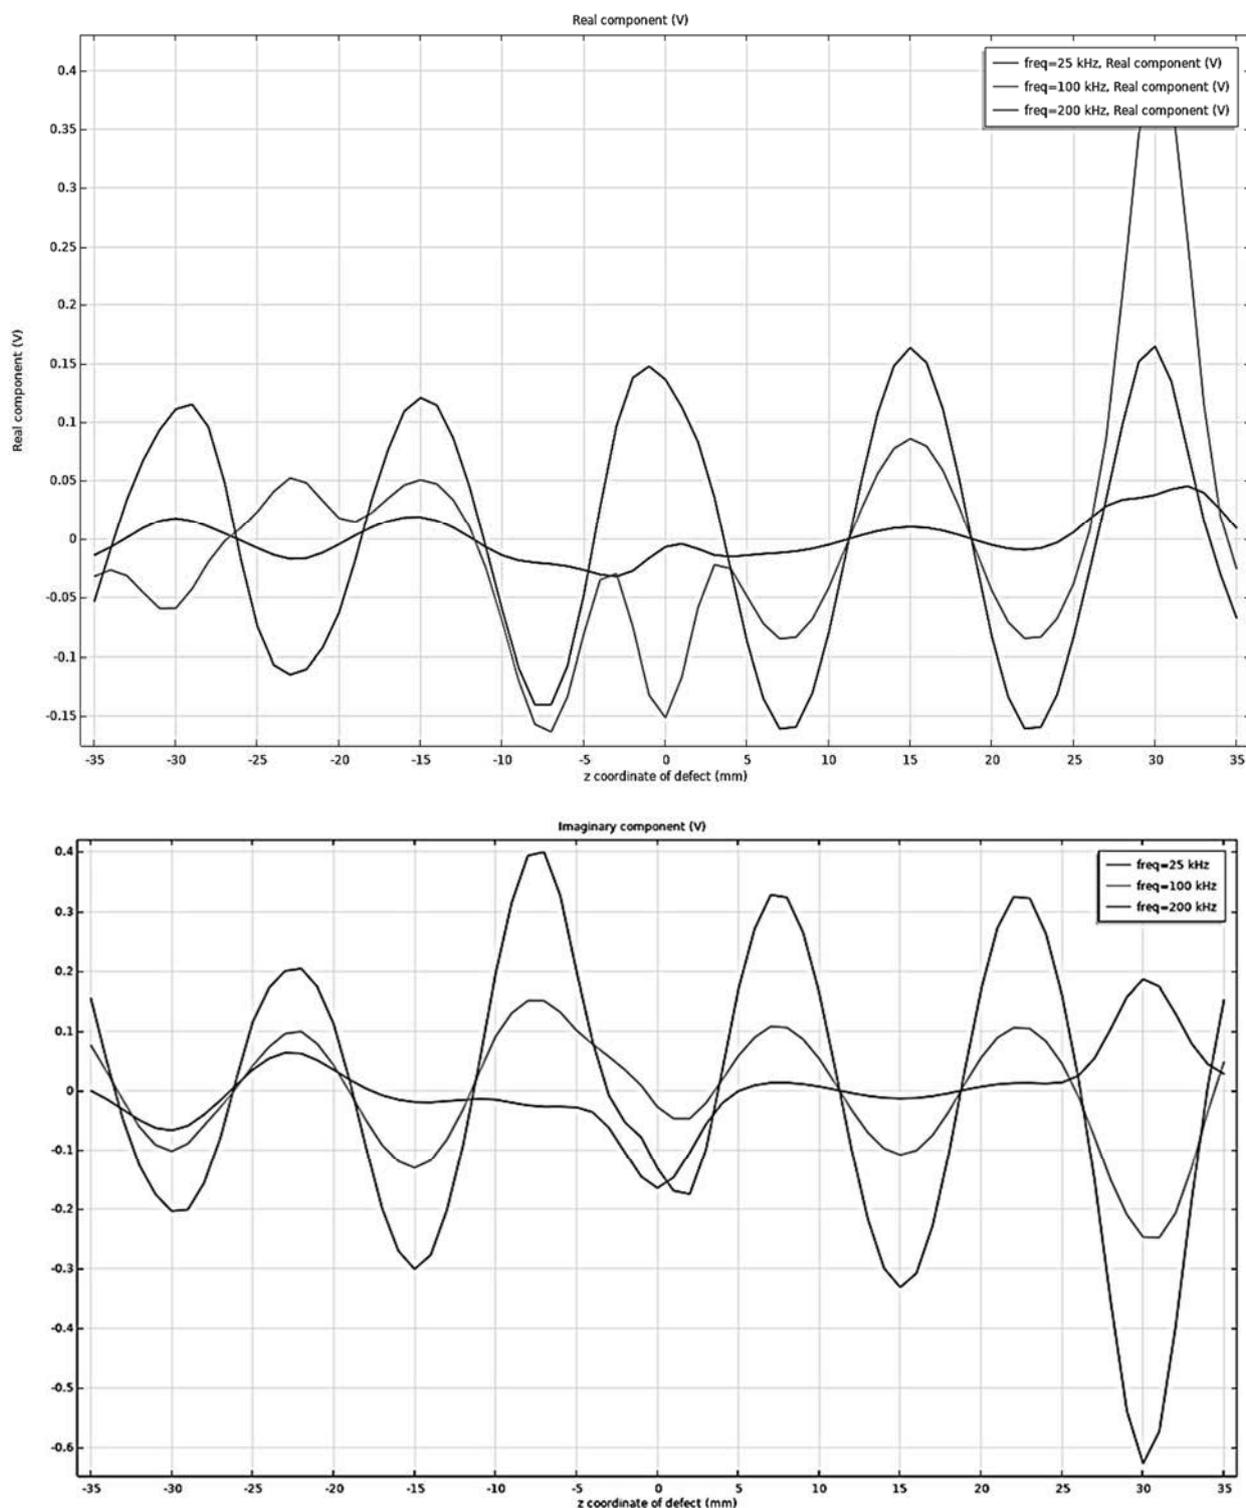 Real component (V)
freq=25 kHz, Real component (V)
freq=100 kHz, Real component (V)
freq=200 kHz, Real component (V)
Real component (V)
0.4
0.35
0.3
0.25
0.2
0.15
0.1
0.05
0
-0.05
-0.1
-0.15
-35 -30 -25 -20 -15 -10 -5 0 5 10 15 20 25 30 35
z coordinate of defect (mm)
Imaginary component (V)
freq=25 kHz
freq=100 kHz
freq=200 kHz
0.4
0.3
0.2
0.1
0
-0.1
-0.2
-0.3
-0.4
-0.5
-0.6
-35 -30 -25 -20 -15 -10 -5 0 5 10 15 20 25 30 35
z coordinate of defect (mm)